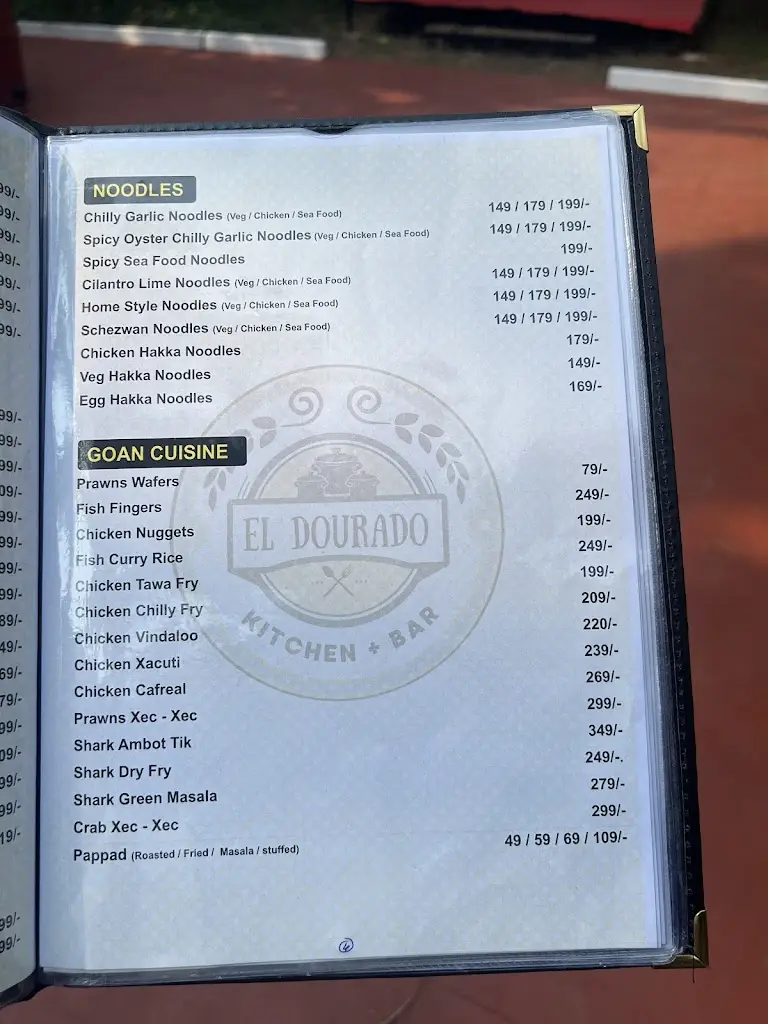 NOODLES
Chilly Garlic Noodles (Veg / Chicken / Sea Food) 149 / 179 / 199/-
Spicy Oyster Chilly Garlic Noodles (Veg / Chicken / Sea Food) 149 / 179 / 199/-
Spicy Sea Food Noodles 199/-
Cilantro Lime Noodles (Veg / Chicken / Sea Food) 149 / 179 / 199/-
Home Style Noodles (Veg / Chicken / Sea Food) 149 / 179 / 199/-
Schezwan Noodles (Veg / Chicken / Sea Food) 149 / 179 / 199/-
Chicken Hakka Noodles 179/-
Veg Hakka Noodles 149/-
Egg Hakka Noodles 169/-
GOAN CUISINE
Prawns Wafers 79/-
Fish Fingers 249/-
Chicken Nuggets 199/-
Fish Curry Rice 249/-
Chicken Tawa Fry 199/-
Chicken Chilly Fry 209/-
Chicken Vindaloo 220/-
Chicken Xacuti 239/-
Chicken Cafreal 269/-
Prawns Xec - Xec 299/-
Shark Ambot Tik 349/-
Shark Dry Fry 249/-.
Shark Green Masala 279/-
Crab Xec - Xec 299/-
Pappad (Roasted / Fried / Masala / stuffed) 49 / 59 / 69 / 109/-
EL DOURADO
KITCHEN + BAR
4